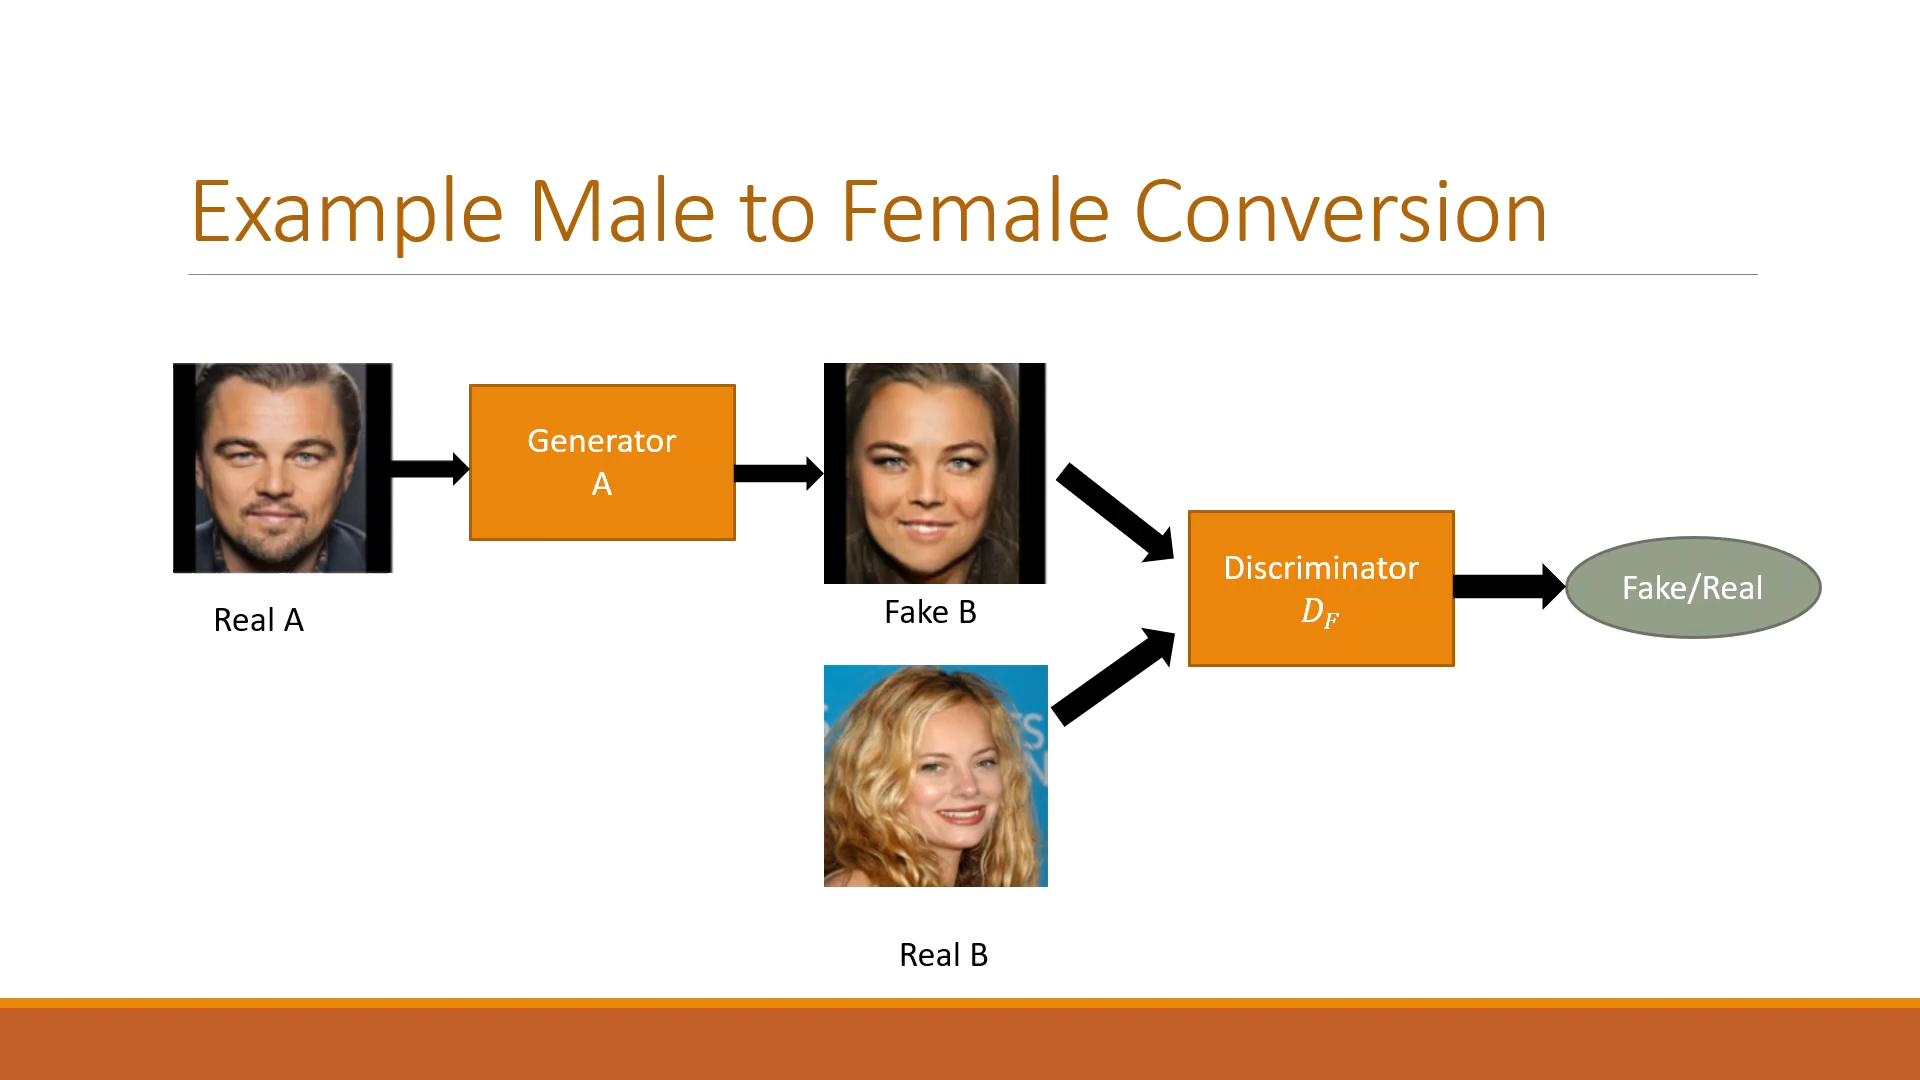 Example Male to Female Conversion
Generator
A
Real A
Fake B
Discriminator
D_F
Fake/Real
Real B